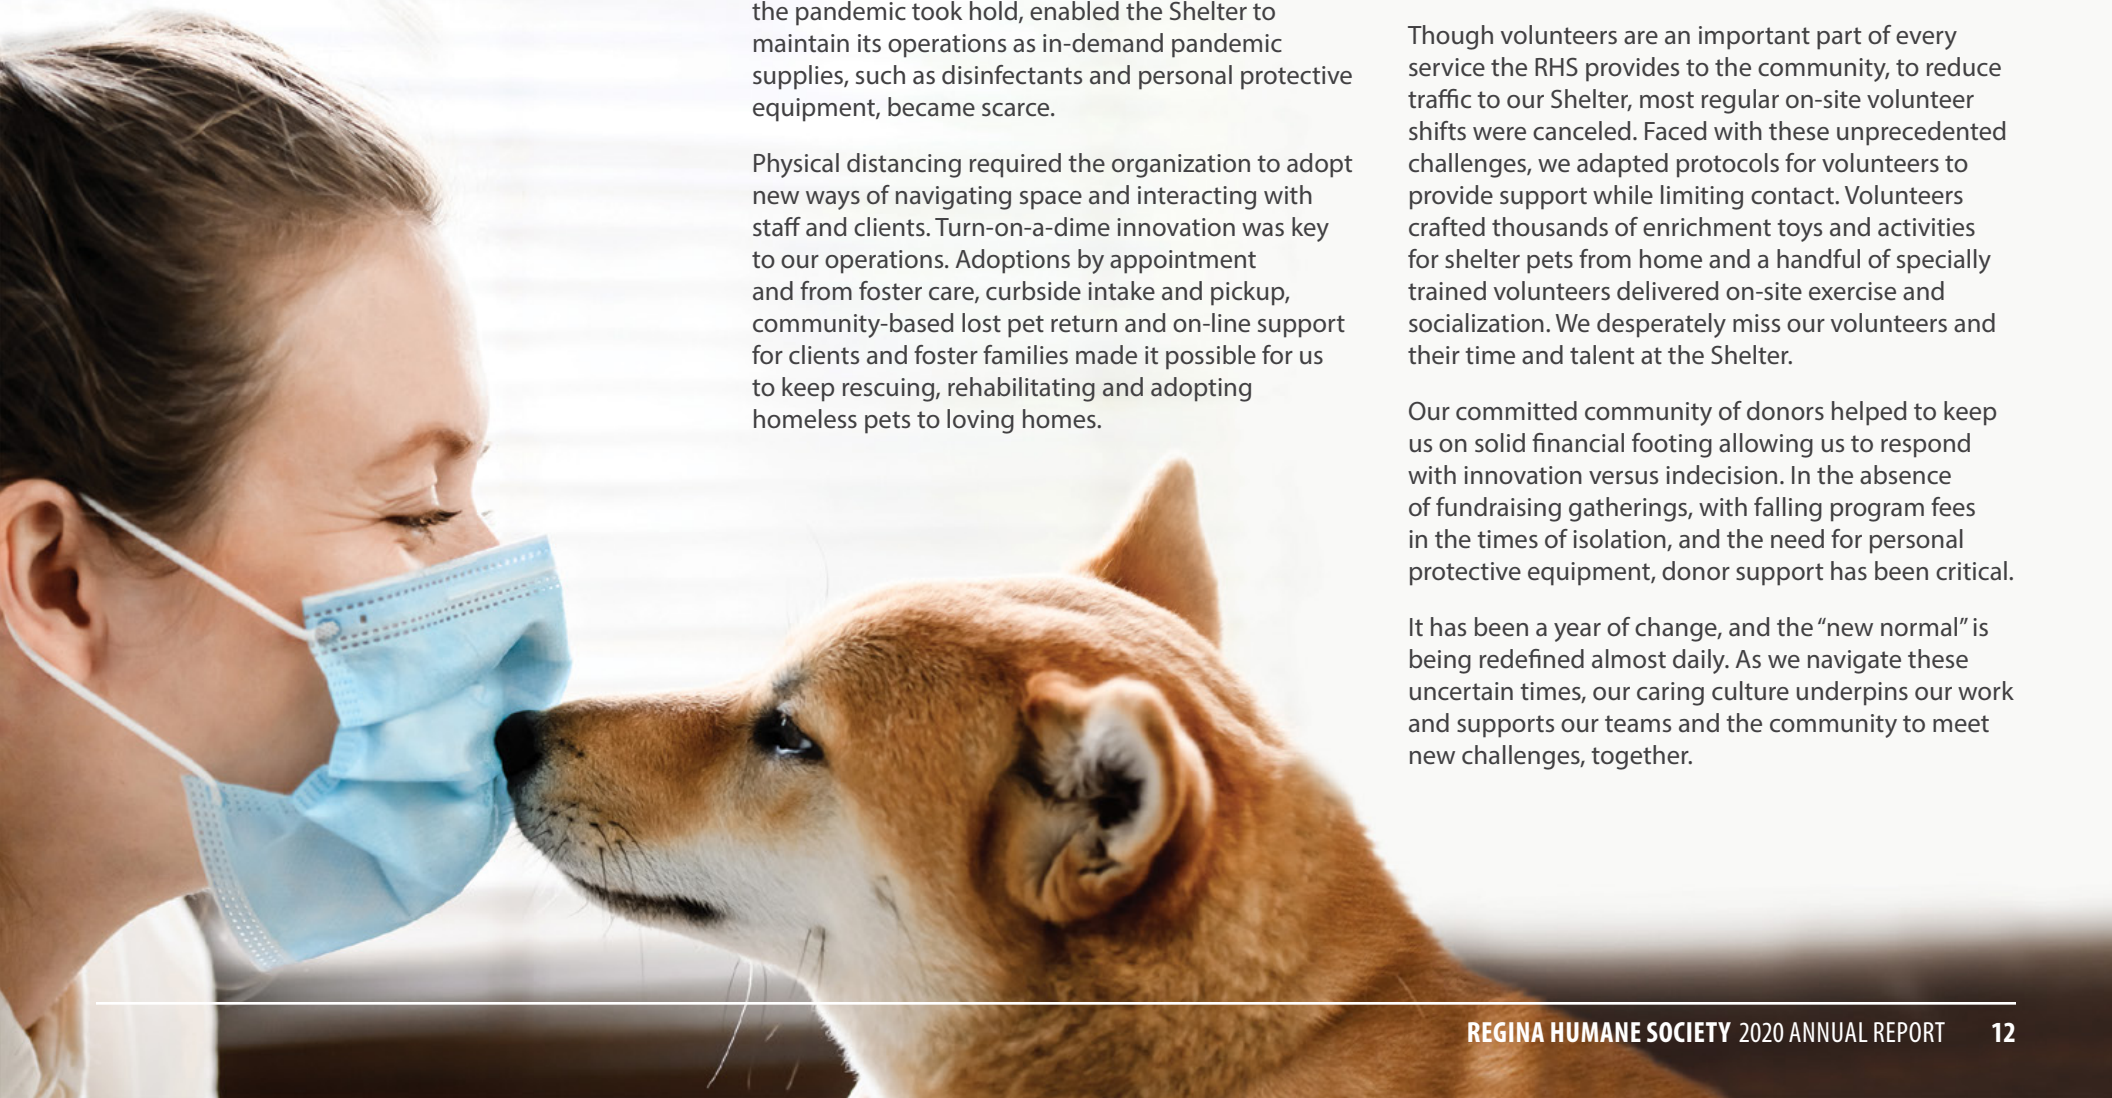 the pandemic took hold, enabled the Shelter to
maintain its operations as in-demand pandemic
supplies, such as disinfectants and personal protective
equipment, became scarce.
Physical distancing required the organization to adopt
new ways of navigating space and interacting with
staff and clients. Turn-on-a-dime innovation was key
to our operations. Adoptions by appointment
and from foster care, curbside intake and pickup,
community-based lost pet return and on-line support
for clients and foster families made it possible for us
to keep rescuing, rehabilitating and adopting
homeless pets to loving homes.
Though volunteers are an important part of every
service the RHS provides to the community, to reduce
traffic to our Shelter, most regular on-site volunteer
shifts were canceled. Faced with these unprecedented
challenges, we adapted protocols for volunteers to
provide support while limiting contact. Volunteers
crafted thousands of enrichment toys and activities
for shelter pets from home and a handful of specially
trained volunteers delivered on-site exercise and
socialization. We desperately miss our volunteers and
their time and talent at the Shelter.
Our committed community of donors helped to keep
us on solid financial footing allowing us to respond
with innovation versus indecision. In the absence
of fundraising gatherings, with falling program fees
in the times of isolation, and the need for personal
protective equipment, donor support has been critical.
It has been a year of change, and the “new normal” is
being redefined almost daily. As we navigate these
uncertain times, our caring culture underpins our work
and supports our teams and the community to meet
new challenges, together.
REGINA HUMANE SOCIETY 2020 ANNUAL REPORT 12